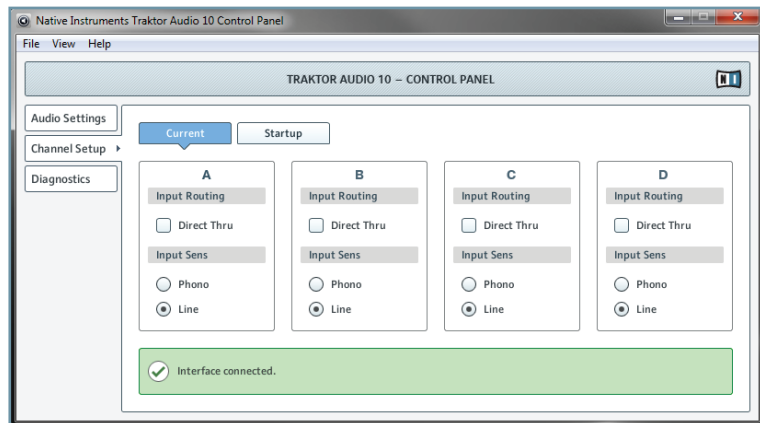 Native Instruments Traktor Audio 10 Control Panel
File View Help
TRAKTOR AUDIO 10 – CONTROL PANEL
NI
Audio Settings
Channel Setup
Diagnostics
Current Startup
A B C D
Input Routing Input Routing Input Routing Input Routing
Direct Thru Direct Thru Direct Thru Direct Thru
Input Sens Input Sens Input Sens Input Sens
Phono Phono Phono Phono
Line Line Line Line
Interface connected.